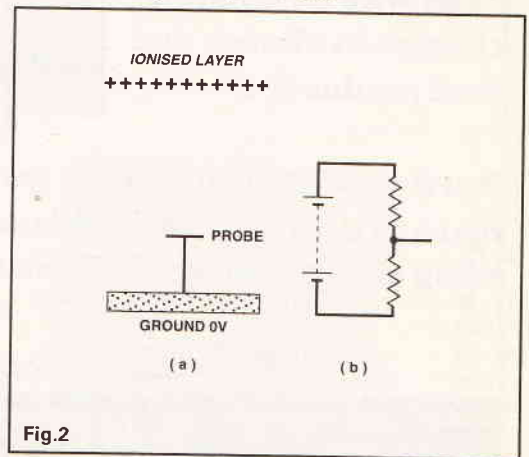 IONISED LAYER
+++++++++++
PROBE
GROUND 0V
(a)
(b)
Fig.2